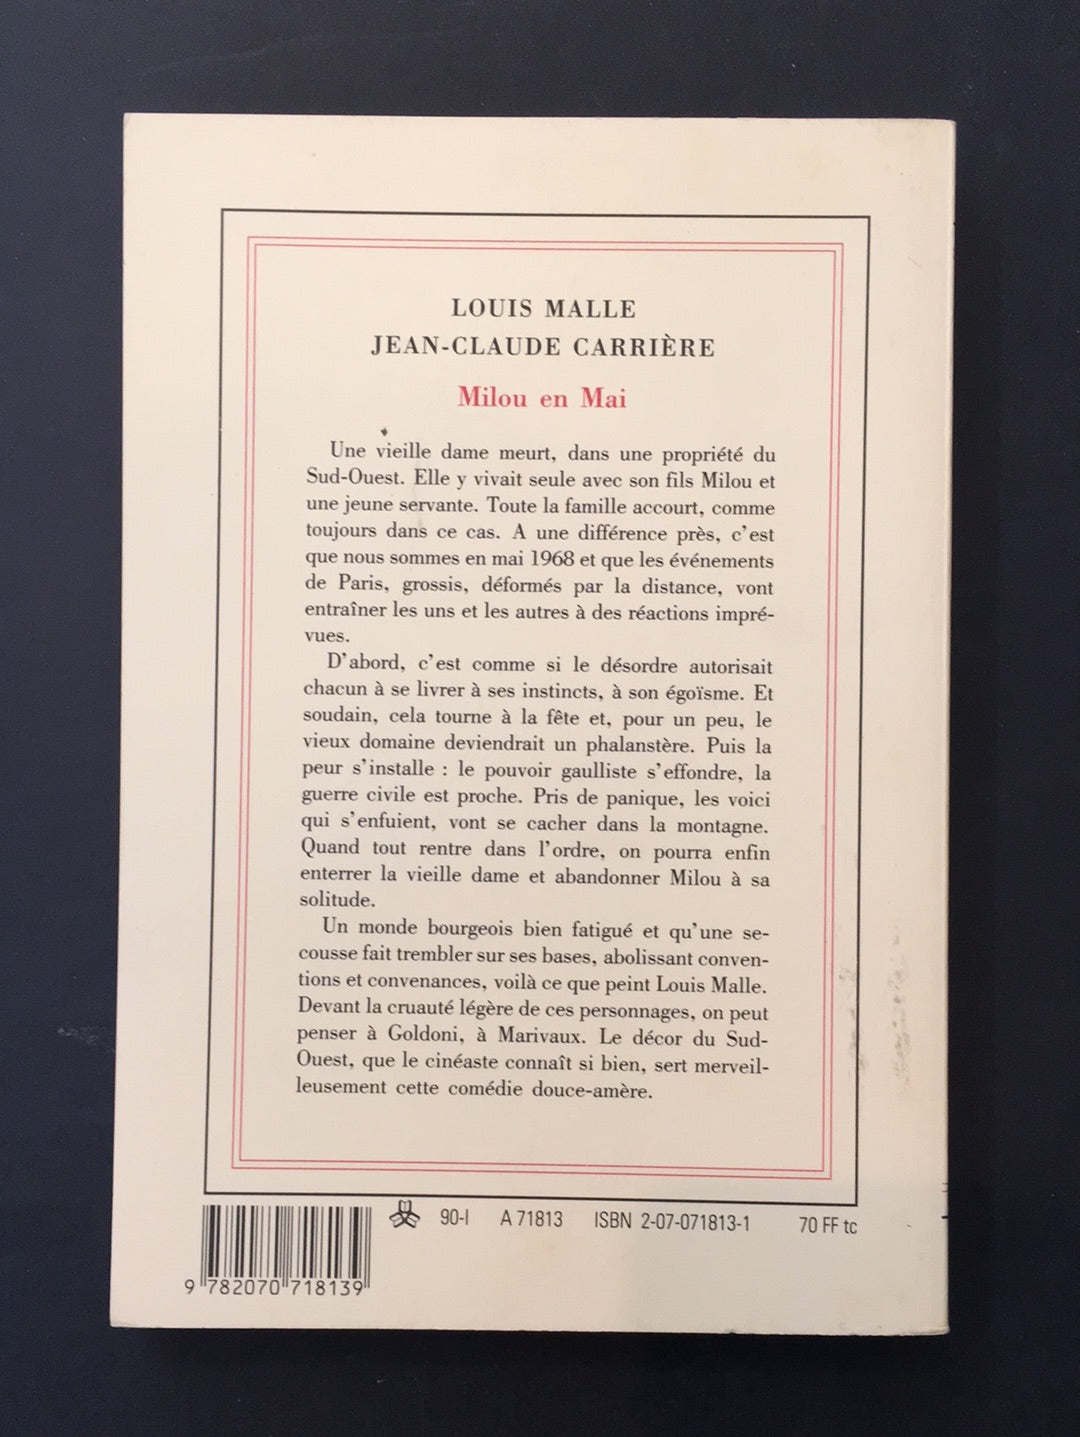 LOUIS MALLE
JEAN-CLAUDE CARRIÈRE
Milou en Mai
Une vieille dame meurt, dans une propriété du
Sud-Ouest. Elle y vivait seule avec son fils Milou et
une jeune servante. Toute la famille accourt, comme
toujours dans ce cas. A une différence près, c'est
que nous sommes en mai 1968 et que les événements
de Paris, grossis, déformés par la distance, vont
entraîner les uns et les autres à des réactions impré-
vues.
D'abord, c'est comme si le désordre autorisait
chacun à se livrer à ses instincts, à son égoïsme. Et
soudain, cela tourne à la fête et, pour un peu, le
vieux domaine deviendrait un phalanstère. Puis la
peur s'installe : le pouvoir gaulliste s'effondre, la
guerre civile est proche. Pris de panique, les voici
qui s'enfuient, vont se cacher dans la montagne.
Quand tout rentre dans l'ordre, on pourra enfin
enterrer la vieille dame et abandonner Milou à sa
solitude.
Un monde bourgeois bien fatigué et qu'une se-
cousse fait trembler sur ses bases, abolissant conven-
tions et convenances, voilà ce que peint Louis Malle.
Devant la cruauté légère de ces personnages, on peut
penser à Goldoni, à Marivaux. Le décor du Sud-
Ouest, que le cinéaste connaît si bien, sert merveil-
leusement cette comédie douce-amère.
90-I A 71813 ISBN 2-07-071813-1 70 FF tc
9 782070 718139